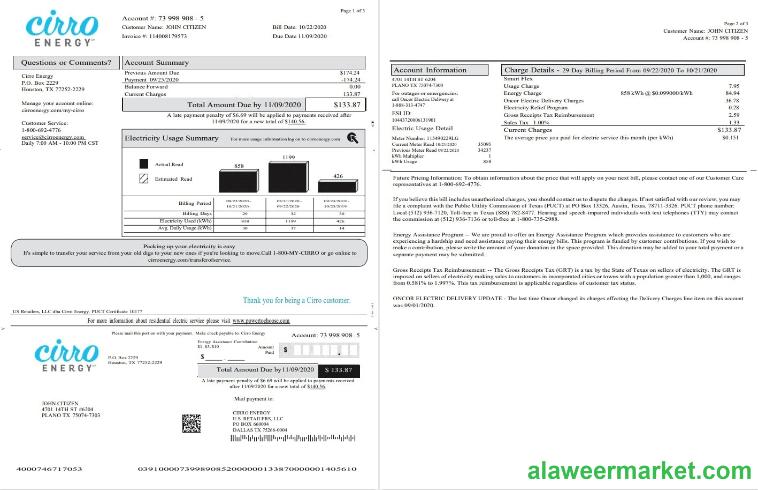 Page 1 of 3
cirro
ENERGY
Account #: 73 998 908 - 5
Customer Name: JOHN CITIZEN
Invoice #: 114008179573
Bill Date: 10/22/2020
Due Date 11/09/2020
Questions or Comments?
Cirro Energy
P.O. Box 2229
Houston, TX 77252-2229
Manage your account online:
cirroenergy.com/my-cirro
Customer Service:
1-800-692-4776
service@cirroenergy.com
Daily 7:00 AM - 10:00 PM CST
Account Summary
Previous Amount Due $174.24
Payment 09/25/2020 -174.24
Balance Forward 0.00
Current Charges 133.87
Total Amount Due by 11/09/2020 $133.87
A late payment penalty of $6.69 will be applied to payments received after
11/09/2020 for a new total of $140.56.
Electricity Usage Summary
For more usage information log on to cirroenergy.com
Actual Read
Estimated Read
858
1199
426
Billing Period
Billing Days 29 32 30
Electricity Used (kWh) 858 1199 426
Avg. Daily Usage (kWh) 30 37 14
Packing up your electricity is easy
It's simple to transfer your service from your old digs to your new ones if you're looking to move.Call 1-800-MY-CIRRO or go online to
cirroenergy.com/transferofservice.
Thank you for being a Cirro customer.
US Retailers, LLC dba Cirro Energy. PUCT Certificate 10177
For more information about residential electric service please visit www.powertochoose.com
Please mail this portion with your payment. Make check payable to: Cirro Energy
cirro
ENERGY
P.O. Box 2229
Houston, TX 77252-2229
Energy Assistance Contribution
$1 $5 $10
$
Account: 73 998 908 - 5
Amount
Paid
$
Total Amount Due by 11/09/2020 $ 133.87
A late payment penalty of $6.69 will be applied to payments received
after 11/09/2020 for a new total of $140.56.
Mail payment to:
JOHN CITIZEN
4701 14TH ST #6204
PLANO TX 75074-7303
CIRRO ENERGY
U.S. RETAILERS, LLC
PO BOX 660004
DALLAS TX 75266-0004
4000746717053
Page 2 of 3
Customer Name: JOHN CITIZEN
Account #: 73 998 908 - 5
Account Information
4701 14TH ST 6204
PLANO TX 75074-7303
For outages or emergencies:
call Oncor Electric Delivery at
1-888-313-4747
ESI ID:
Electric Usage Detail
Current Meter Read 10/21/2020 35095
Previous Meter Read 09/22/2020 34237
kWh Multiplier 1
kWh Usage 858
Charge Details - 29 Day Billing Period From 09/22/2020 To 10/21/2020
Smart Flex
Usage Charge 7.95
Energy Charge 858 kWh @ $0.099000/kWh 84.94
Oncor Electric Delivery Charges 36.78
Electricity Relief Program 0.28
Gross Receipts Tax Reimbursement 2.59
Sales Tax 1.00% 1.33
Current Charges $133.87
The average price you paid for electric service this month (per kWh) $0.151
Future Pricing Information: To obtain information about the price that will apply on your next bill, please contact one of our Customer Care
representatives at 1-800-692-4776.
If you believe this bill includes unauthorized charges, you should contact us to dispute the charges. If not satisfied with our review, you may
file a complaint with the Public Utility Commission of Texas (PUCT) at PO Box 13326, Austin, Texas, 78711-3326. PUCT phone number:
Local (512) 936-7120, Toll-free in Texas (888) 782-8477. Hearing and speech-impaired individuals with text telephones (TTY) may contact
the commission at (512) 936-7136 or toll-free at 1-800-735-2988.
Energy Assistance Program -- We are proud to offer an Energy Assistance Program which provides assistance to customers who are
experiencing a hardship and need assistance paying their energy bills. This program is funded by customer contributions. If you wish to
make a contribution, please write the amount of your donation in the space provided. This donation may be added to your total payment or a
separate payment may be submitted.
Gross Receipts Tax Reimbursement -- The Gross Receipts Tax (GRT) is a tax by the State of Texas on sellers of electricity. The GRT is
imposed on sellers of electricity making sales to customers in incorporated cities or towns with a population greater than 1,000, and ranges
from 0.581% to 1.997%. This tax reimbursement is applicable regardless of customer tax status.
ONCOR ELECTRIC DELIVERY UPDATE - The last time Oncor changed its charges affecting the Delivery Charges line item on this account
was 09/01/2020.
alaweermarket.com